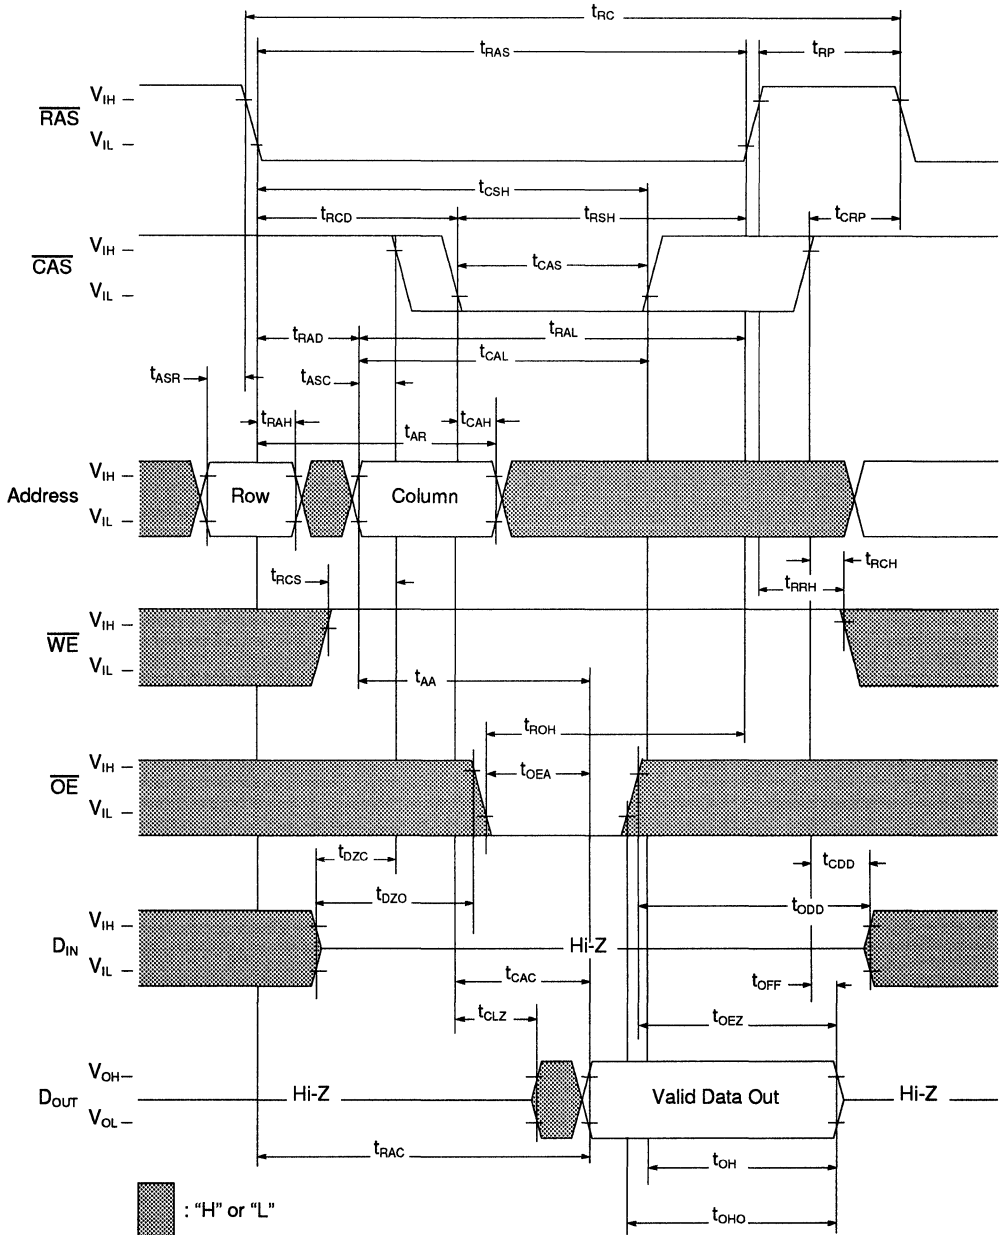 tRC
tRAS
tRP
RAS
VIH
VIL
tCSH
tRCD
tRSH
tCRP
CAS
VIH
VIL
tCAS
tRAD
tRAL
tCAL
tASR
tASC
tRAH
tCAH
tAR
Address
VIH
VIL
Row
Column
tRCS
tRCH
tRRH
WE
VIH
VIL
tAA
tROH
OE
VIH
VIL
tOEA
tDZC
tCDD
tDZO
tODD
DIN
VIH
VIL
Hi-Z
tCAC
tOFF
tCLZ
tOEZ
DOUT
VOH
VOL
Hi-Z
Valid Data Out
Hi-Z
tRAC
tOH
tOHO
: "H" or "L"